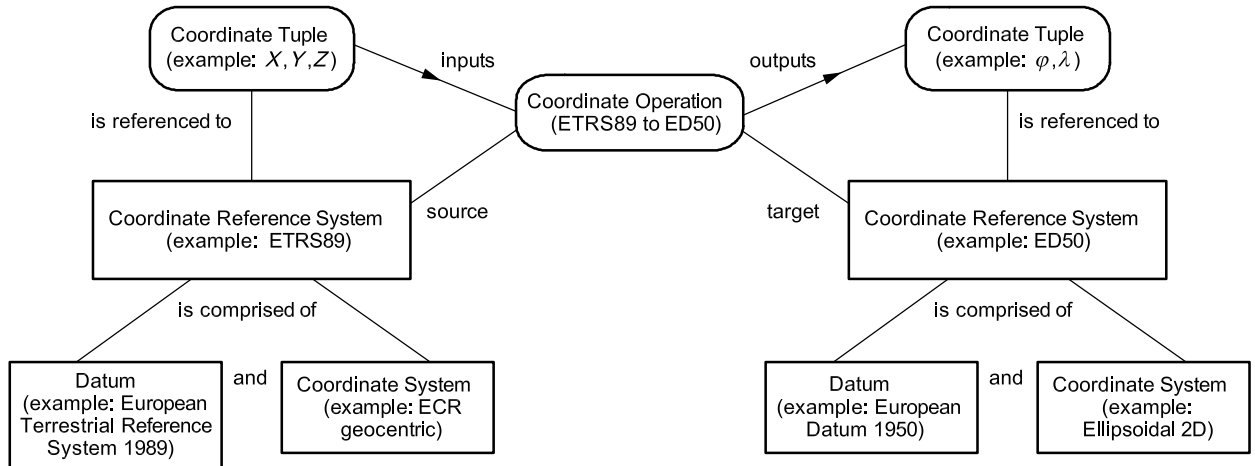 Coordinate Tuple
(example: X,Y,Z)
inputs
outputs
Coordinate Tuple
(example: φ,λ)
Coordinate Operation
(ETRS89 to ED50)
is referenced to
is referenced to
Coordinate Reference System
(example: ETRS89)
source
target
Coordinate Reference System
(example: ED50)
is comprised of
is comprised of
Datum
(example: European
Terrestrial Reference
System 1989)
and
Coordinate System
(example: ECR
geocentric)
Datum
(example: European
Datum 1950)
and
Coordinate System
(example:
Ellipsoidal 2D)